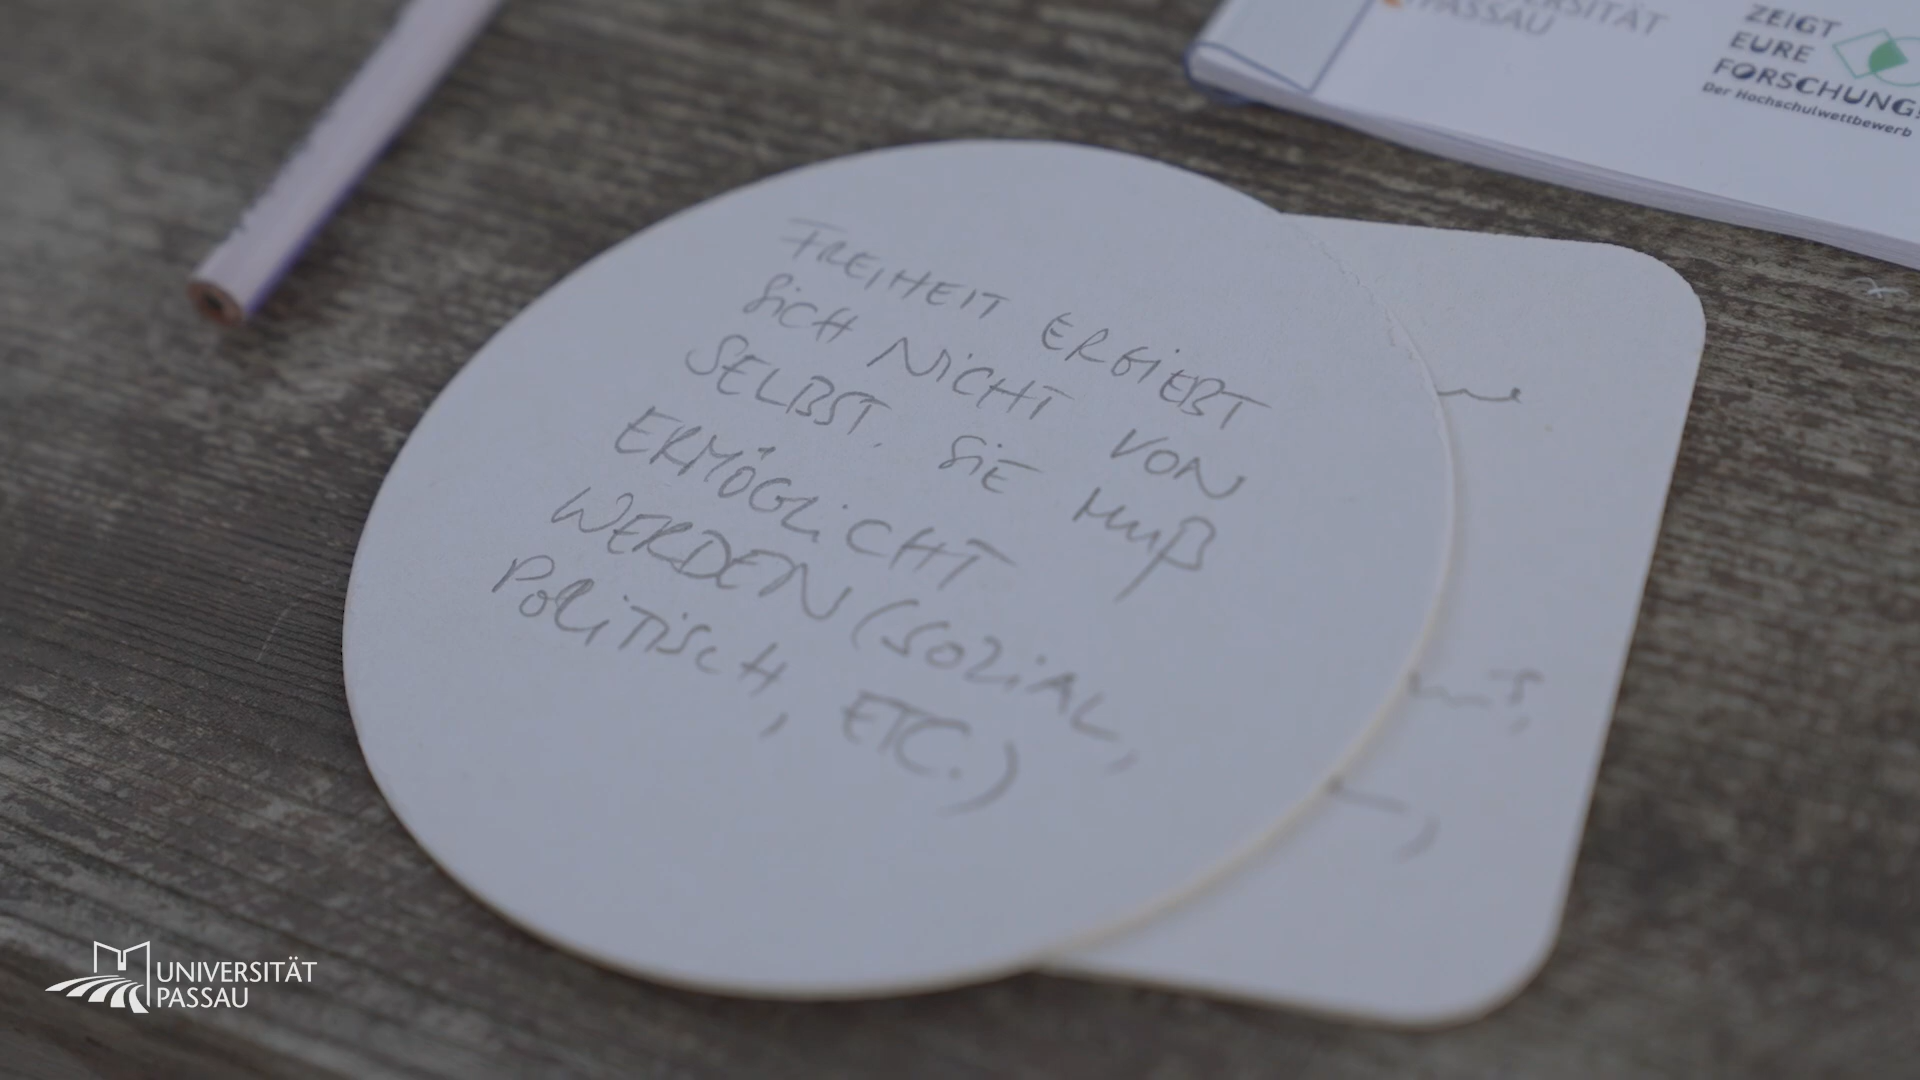 FREIHEIT ERGIEBT
SICH NICHT VON
SELBST. SIE MUß
ERMÖGLICHT
WERDEN (SOZIAL,
POLITISCH, ETC.)
PASSAU
ZEIGT
EURE
FORSCHUNG
Der Hochschulwettbewerb
UNIVERSITÄT
PASSAU